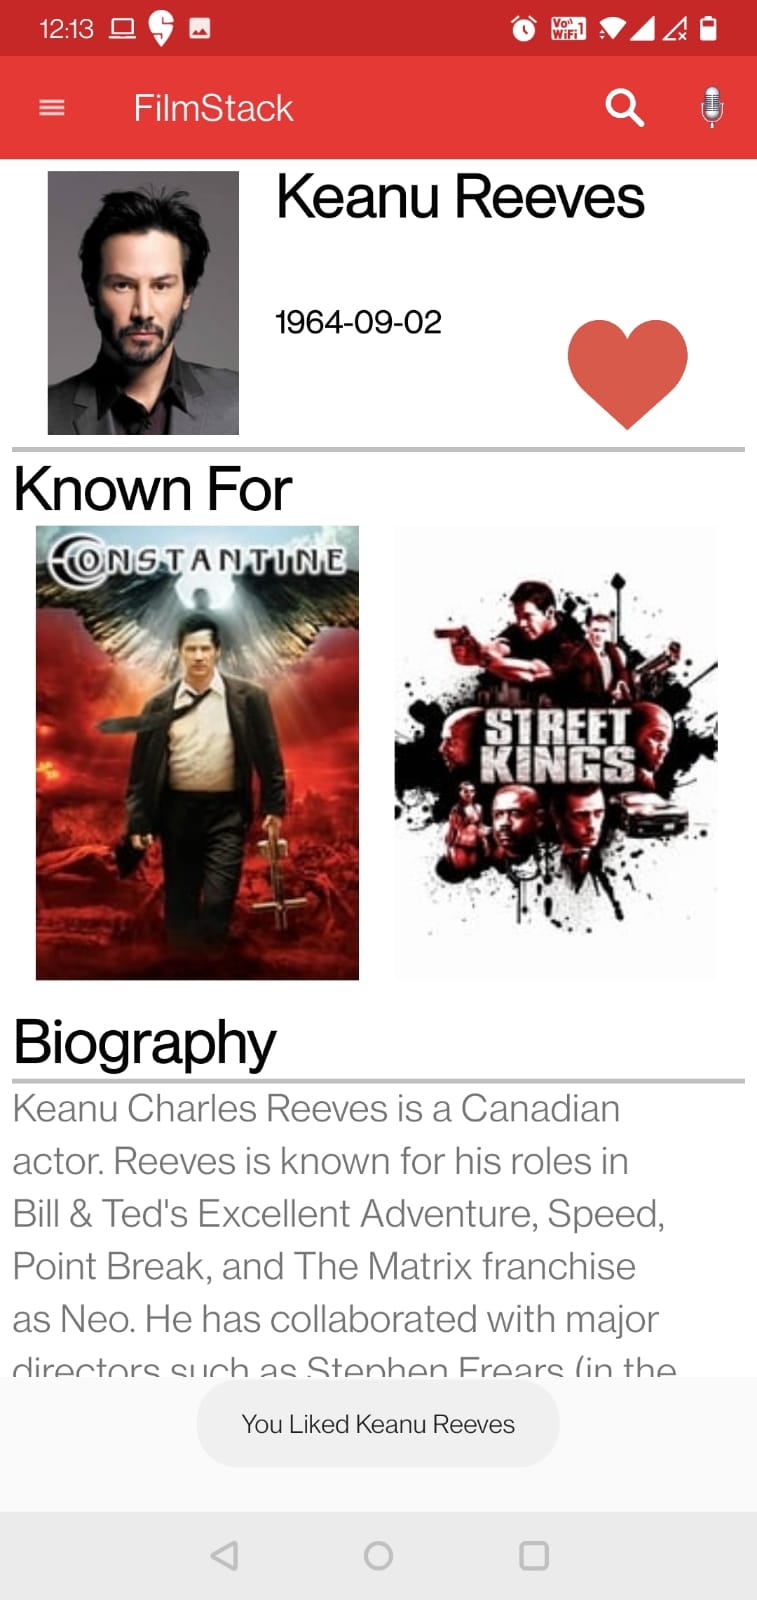 12:13
Vo))
WiFi 1
FilmStack
Keanu Reeves
1964-09-02
Known For
CONSTANTINE
STREET
KINGS
Biography
Keanu Charles Reeves is a Canadian
actor. Reeves is known for his roles in
Bill & Ted's Excellent Adventure, Speed,
Point Break, and The Matrix franchise
as Neo. He has collaborated with major
directors such as Stephen Frears (in the
You Liked Keanu Reeves